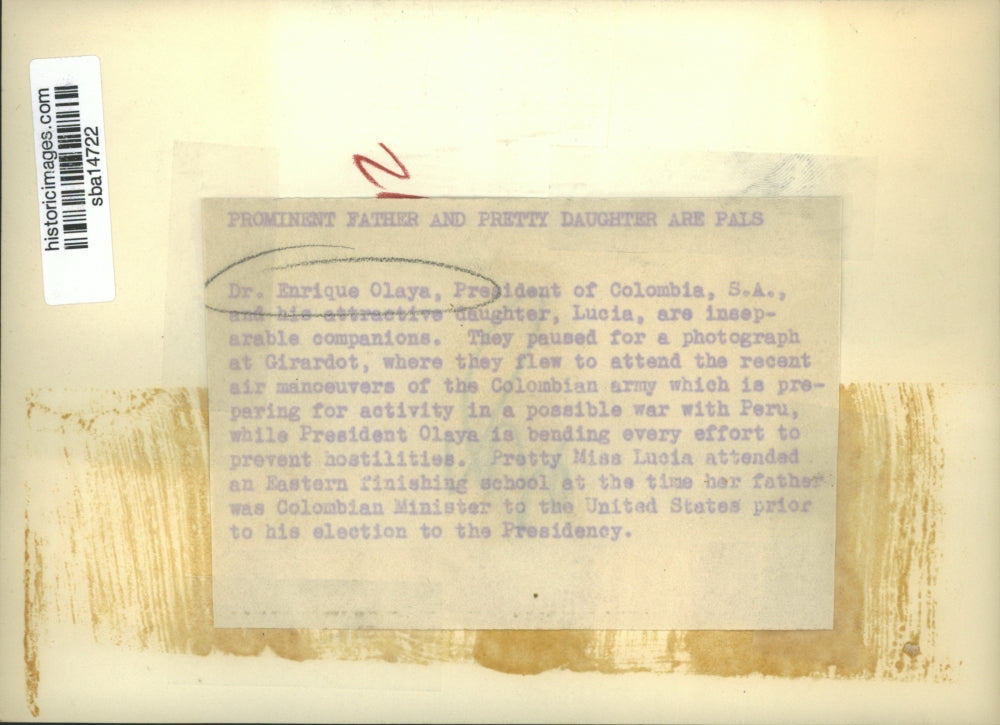 historicimages.com
sba14722
PROMINENT FATHER AND PRETTY DAUGHTER ARE PALS
Dr. Enrique Olaya, President of Colombia, S.A.,
and his attractive daughter, Lucia, are insep-
arable companions. They paused for a photograph
at Girardot, where they flew to attend the recent
air manoeuvers of the Colombian army which is pre-
paring for activity in a possible war with Peru,
while President Olaya is bending every effort to
prevent hostilities. Pretty Miss Lucia attended
an Eastern finishing school at the time her father
was Colombian Minister to the United States prior
to his election to the Presidency.